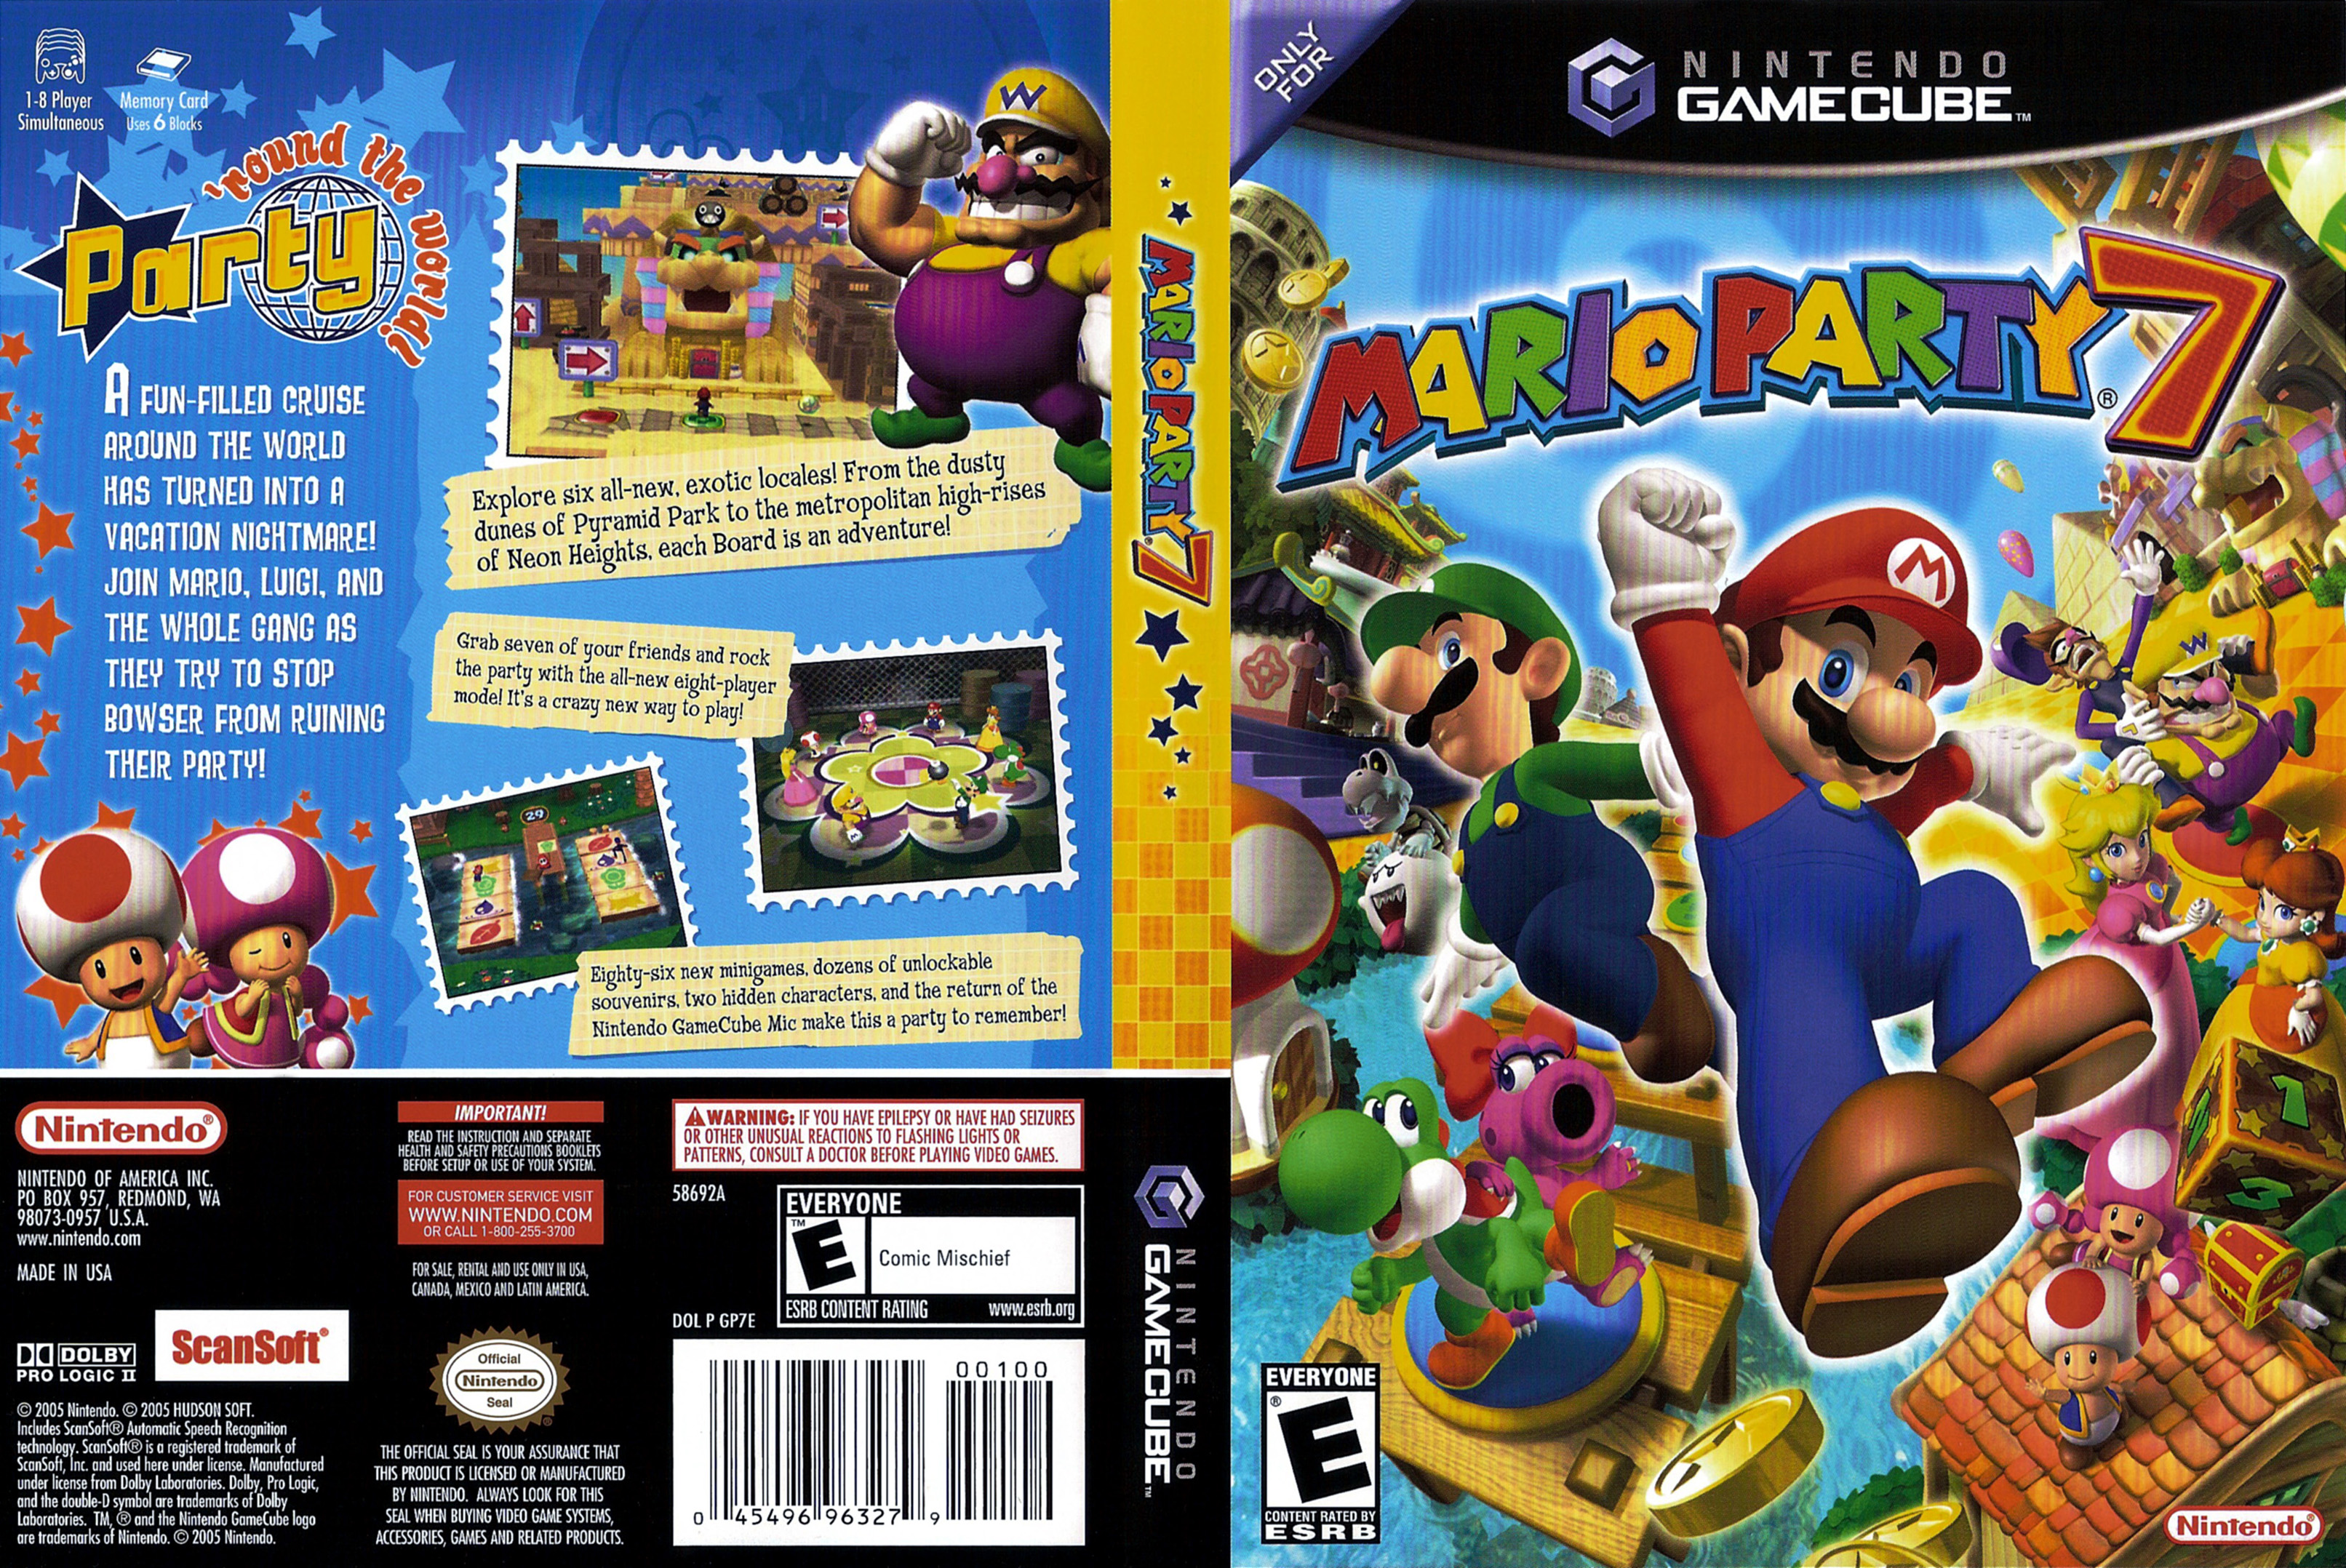 1-8 Player
Simultaneous
Memory Card
Uses 6 Blocks
'round the world!
Party
A FUN-FILLED CRUISE
AROUND THE WORLD
HAS TURNED INTO A
VACATION NIGHTMARE!
JOIN MARIO, LUIGI, AND
THE WHOLE GANG AS
THEY TRY TO STOP
BOWSER FROM RUINING
THEIR PARTY!
W
Explore six all-new, exotic locales! From the dusty
dunes of Pyramid Park to the metropolitan high-rises
of Neon Heights, each Board is an adventure!
Grab seven of your friends and rock
the party with the all-new eight-player
mode! It's a crazy new way to play!
29
Eighty-six new minigames, dozens of unlockable
souvenirs, two hidden characters, and the return of the
Nintendo GameCube Mic make this a party to remember!
Nintendo®
NINTENDO OF AMERICA INC.
PO BOX 957, REDMOND, WA
98073-0957 U.S.A.
www.nintendo.com
MADE IN USA
DOLBY
PRO LOGIC II
ScanSoft®
© 2005 Nintendo. © 2005 HUDSON SOFT.
Includes ScanSoft® Automatic Speech Recognition
technology. ScanSoft® is a registered trademark of
ScanSoft, Inc. and used here under license. Manufactured
under license from Dolby Laboratories. Dolby, Pro Logic,
and the double-D symbol are trademarks of Dolby
Laboratories. TM, ® and the Nintendo GameCube logo
are trademarks of Nintendo. © 2005 Nintendo.
IMPORTANT!
READ THE INSTRUCTION AND SEPARATE
HEALTH AND SAFETY PRECAUTIONS BOOKLETS
BEFORE SETUP OR USE OF YOUR SYSTEM.
FOR CUSTOMER SERVICE VISIT
WWW.NINTENDO.COM
OR CALL 1-800-255-3700
FOR SALE, RENTAL AND USE ONLY IN USA,
CANADA, MEXICO AND LATIN AMERICA.
Official
Nintendo
Seal
THE OFFICIAL SEAL IS YOUR ASSURANCE THAT
THIS PRODUCT IS LICENSED OR MANUFACTURED
BY NINTENDO. ALWAYS LOOK FOR THIS
SEAL WHEN BUYING VIDEO GAME SYSTEMS,
ACCESSORIES, GAMES AND RELATED PRODUCTS.
WARNING: IF YOU HAVE EPILEPSY OR HAVE HAD SEIZURES
OR OTHER UNUSUAL REACTIONS TO FLASHING LIGHTS OR
PATTERNS, CONSULT A DOCTOR BEFORE PLAYING VIDEO GAMES.
58692A
EVERYONE
E™
Comic Mischief
ESRB CONTENT RATING www.esrb.org
DOL P GP7E
00100
0 45496 96327 9
MARIO PARTY® 7
NINTENDO
GAMECUBE™
ONLY
FOR
NINTENDO
GAMECUBE™
MARIO PARTY® 7
M
W
1
3
EVERYONE
E®
CONTENT RATED BY
ESRB
Nintendo®